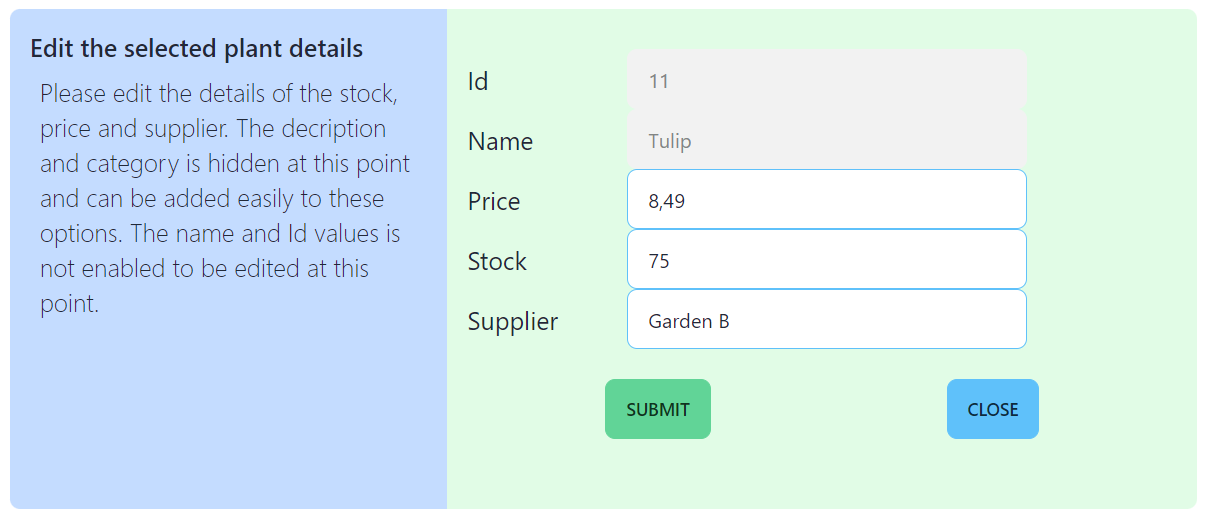 Edit the selected plant details
Please edit the details of the stock,
price and supplier. The decription
and category is hidden at this point
and can be added easily to these
options. The name and Id values is
not enabled to be edited at this
point.
Id 11
Name Tulip
Price 8,49
Stock 75
Supplier Garden B
SUBMIT CLOSE